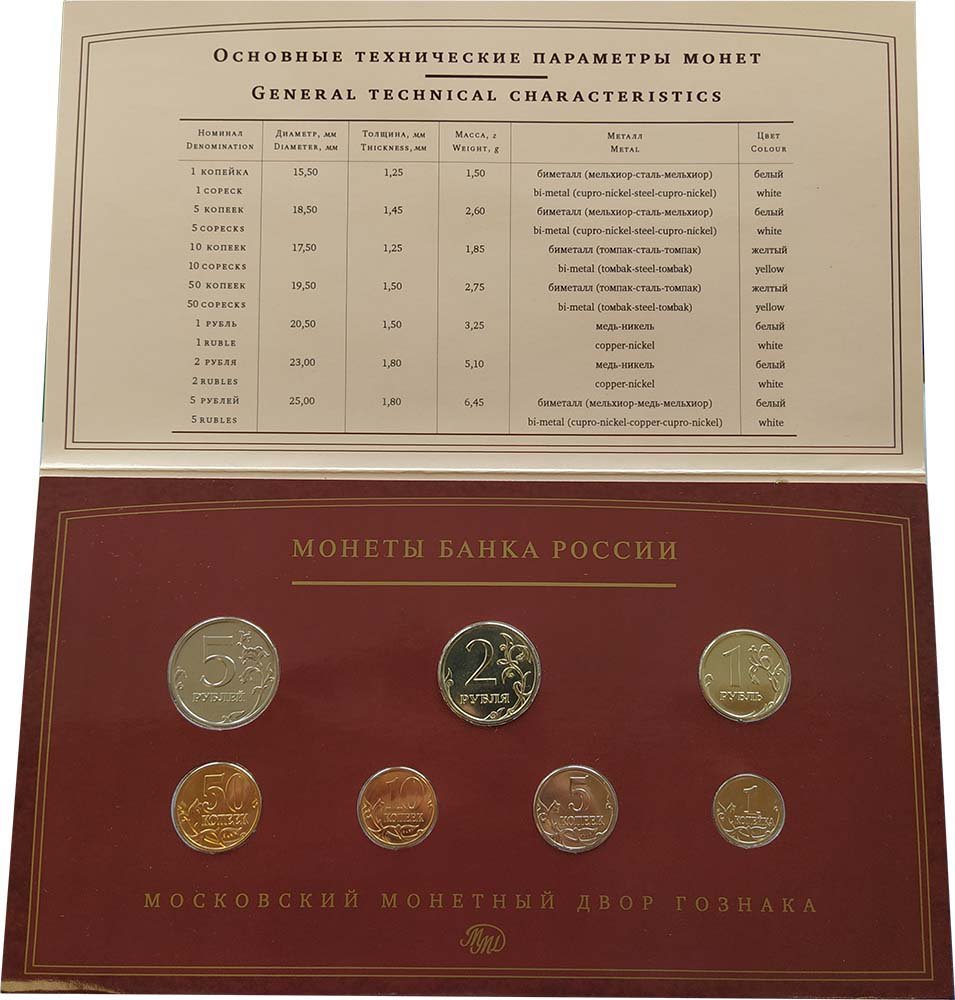 ОСНОВНЫЕ ТЕХНИЧЕСКИЕ ПАРАМЕТРЫ МОНЕТ
GENERAL TECHNICAL CHARACTERISTICS
НОМИНАЛ ДИАМЕТР, мм ТОЛЩИНА, мм МАССА, г МЕТАЛЛ ЦВЕТ
DENOMINATION DIAMETER, мм THICKNESS, мм WEIGHT, g METAL COLOUR
1 КОПЕЙКА 15,50 1,25 1,50 биметалл (мельхиор-сталь-мельхиор) белый
1 COPECK bi-metal (cupro-nickel-steel-cupro-nickel) white
5 КОПЕЕК 18,50 1,45 2,60 биметалл (мельхиор-сталь-мельхиор) белый
5 COPECKS bi-metal (cupro-nickel-steel-cupro-nickel) white
10 КОПЕЕК 17,50 1,25 1,85 биметалл (томпак-сталь-томпак) желтый
10 COPECKS bi-metal (tombak-steel-tombak) yellow
50 КОПЕЕК 19,50 1,50 2,75 биметалл (томпак-сталь-томпак) желтый
50 COPECKS bi-metal (tombak-steel-tombak) yellow
1 РУБЛЬ 20,50 1,50 3,25 медь-никель белый
1 RUBLE copper-nickel white
2 РУБЛЯ 23,00 1,80 5,10 медь-никель белый
2 RUBLES copper-nickel white
5 РУБЛЕЙ 25,00 1,80 6,45 биметалл (мельхиор-медь-мельхиор) белый
5 RUBLES bi-metal (cupro-nickel-copper-cupro-nickel) white
МОНЕТЫ БАНКА РОССИИ
5 2 1
РУБЛЕЙ РУБЛЯ РУБЛЬ
50 10 5 1
КОПЕЕК КОПЕЕК КОПЕЕК КОПЕЙКА
МОСКОВСКИЙ МОНЕТНЫЙ ДВОР ГОЗНАКА
ММД